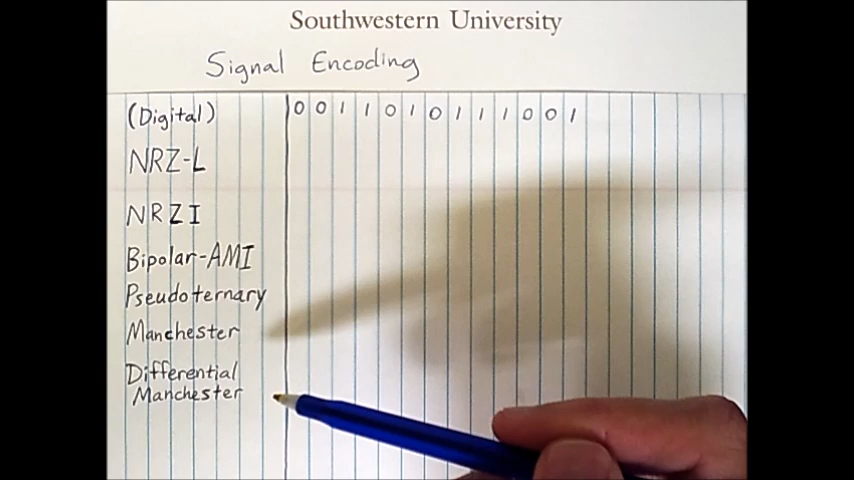 Southwestern University
Signal Encoding
(Digital) 0 0 1 1 0 1 0 1 1 1 0 0 1
NRZ-L
NRZI
Bipolar-AMI
Pseudoternary
Manchester
Differential
Manchester